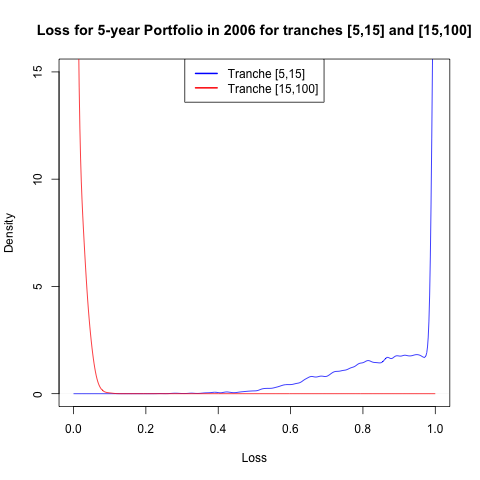 Loss for 5-year Portfolio in 2006 for tranches [5,15] and [15,100]
Tranche [5,15]
Tranche [15,100]
Density
15
10
5
0
0.0 0.2 0.4 0.6 0.8 1.0
Loss